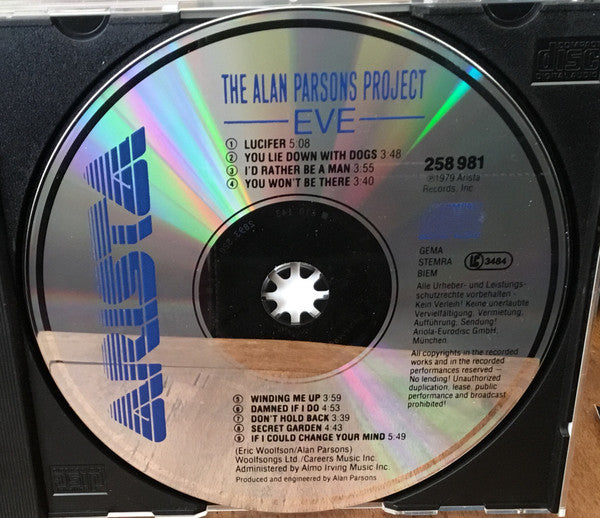 THE ALAN PARSONS PROJECT
EVE
1 LUCIFER 5:08
2 YOU LIE DOWN WITH DOGS 3:48
3 I'D RATHER BE A MAN 3:55
4 YOU WON'T BE THERE 3:40
258 981
℗1979 Arista
Records, Inc.
ARISTA
GEMA
STEMRA
BIEM
LC 3484
Alle Urheber- und Leistungs-
schutzrechte vorbehalten -
Kein Verleih! Keine unerlaubte
Vervielfältigung, Vermietung,
Aufführung, Sendung!
Ariola-Eurodisc GmbH,
München.
All copyrights in the recorded
works and in the recorded
performances reserved —
No lending! Unauthorized
duplication, lease, public
performance and broadcast
prohibited!
5 WINDING ME UP 3:59
6 DAMNED IF I DO 4:53
7 DON'T HOLD BACK 3:39
8 SECRET GARDEN 4:43
9 IF I COULD CHANGE YOUR MIND 5:49
(Eric Woolfson/Alan Parsons)
Woolfsongs Ltd./Careers Music Inc.
Administered by Almo Irving Music Inc.
Produced and engineered by Alan Parsons